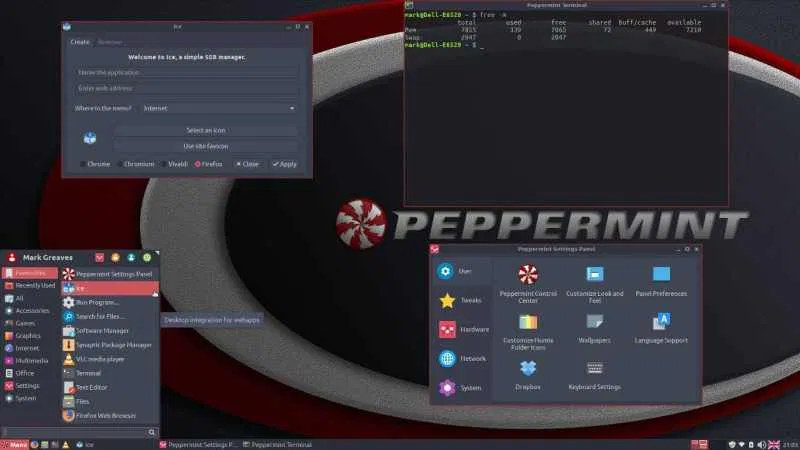 Ice
Create Remove
Welcome to Ice, a simple SSB manager.
Name the application
Enter web address
Where in the menu? Internet
Select an icon
Use site favicon
Chrome Chromium Vivaldi Firefox Close Apply
Peppermint Terminal
mark@Dell-E6520 ~ $ free -m
total used free shared buff/cache available
Mem: 7855 339 7065 72 449 7210
Swap: 2047 0 2047
mark@Dell-E6520 ~ $ _
PEPPERMINT
Mark Greaves
Favourites
Recently Used
All
Accessories
Games
Graphics
Internet
Multimedia
Office
Settings
System
Peppermint Settings Panel
Ice
Run Program...
Search for Files...
Software Manager
Synaptic Package Manager
VLC media player
Terminal
Text Editor
Files
Firefox Web Browser
Desktop integration for webapps
Peppermint Settings Panel
User
Tweaks
Hardware
Network
System
Peppermint Control
Center
Customize Look and
Feel
Panel Preferences
Customize Numix
Folder Icons
Wallpapers
Language Support
Dropbox
Keyboard Settings
Menu Ice Peppermint Settings P... Peppermint Terminal 21:03